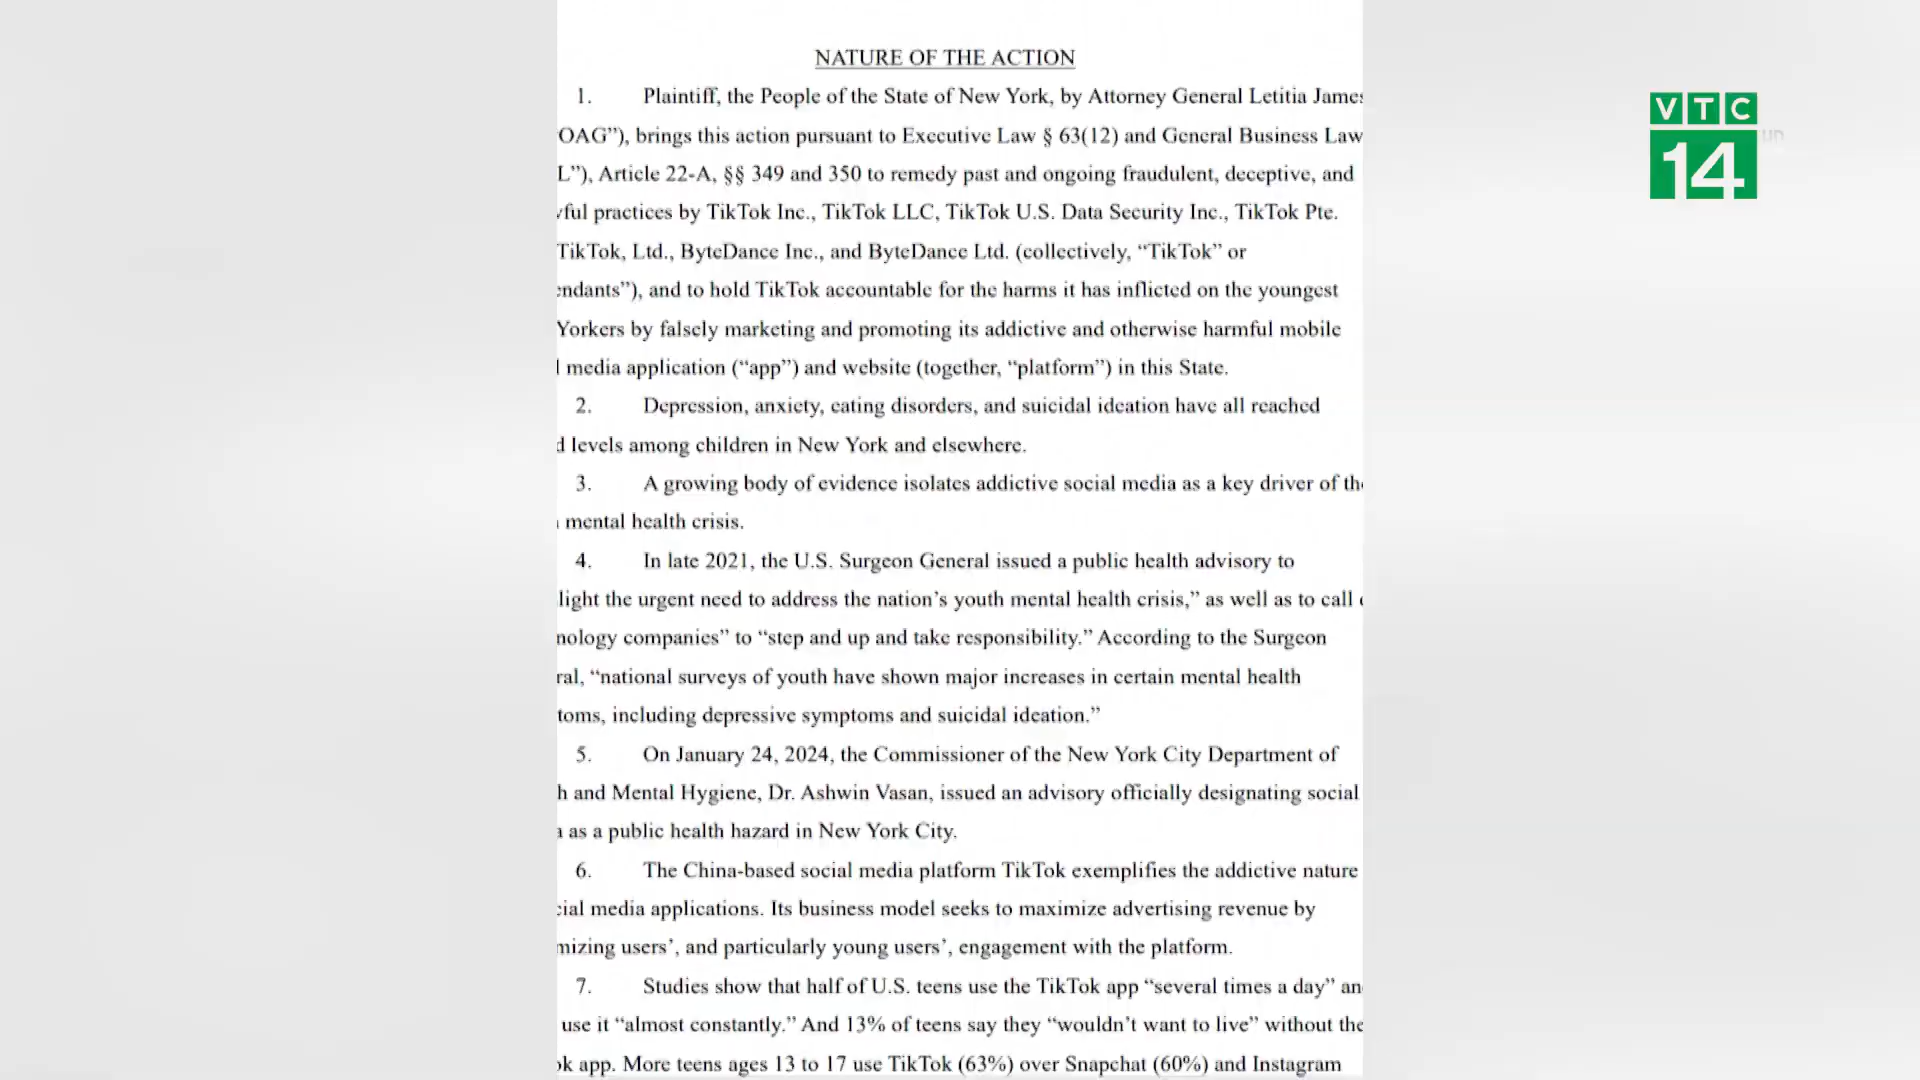 NATURE OF THE ACTION
1. Plaintiff, the People of the State of New York, by Attorney General Letitia James
OAG”), brings this action pursuant to Executive Law § 63(12) and General Business Law
L”), Article 22-A, §§ 349 and 350 to remedy past and ongoing fraudulent, deceptive, and
ful practices by TikTok Inc., TikTok LLC, TikTok U.S. Data Security Inc., TikTok Pte.
TikTok, Ltd., ByteDance Inc., and ByteDance Ltd. (collectively, “TikTok” or
endants”), and to hold TikTok accountable for the harms it has inflicted on the youngest
Yorkers by falsely marketing and promoting its addictive and otherwise harmful mobile
l media application (“app”) and website (together, “platform”) in this State.
2. Depression, anxiety, eating disorders, and suicidal ideation have all reached
d levels among children in New York and elsewhere.
3. A growing body of evidence isolates addictive social media as a key driver of the
mental health crisis.
4. In late 2021, the U.S. Surgeon General issued a public health advisory to
light the urgent need to address the nation’s youth mental health crisis,” as well as to call
nology companies” to “step and up and take responsibility.” According to the Surgeon
ral, “national surveys of youth have shown major increases in certain mental health
toms, including depressive symptoms and suicidal ideation.”
5. On January 24, 2024, the Commissioner of the New York City Department of
h and Mental Hygiene, Dr. Ashwin Vasan, issued an advisory officially designating social
a as a public health hazard in New York City.
6. The China-based social media platform TikTok exemplifies the addictive nature
cial media applications. Its business model seeks to maximize advertising revenue by
mizing users’, and particularly young users’, engagement with the platform.
7. Studies show that half of U.S. teens use the TikTok app “several times a day” an
use it “almost constantly.” And 13% of teens say they “wouldn’t want to live” without the
ok app. More teens ages 13 to 17 use TikTok (63%) over Snapchat (60%) and Instagram
VTC
14